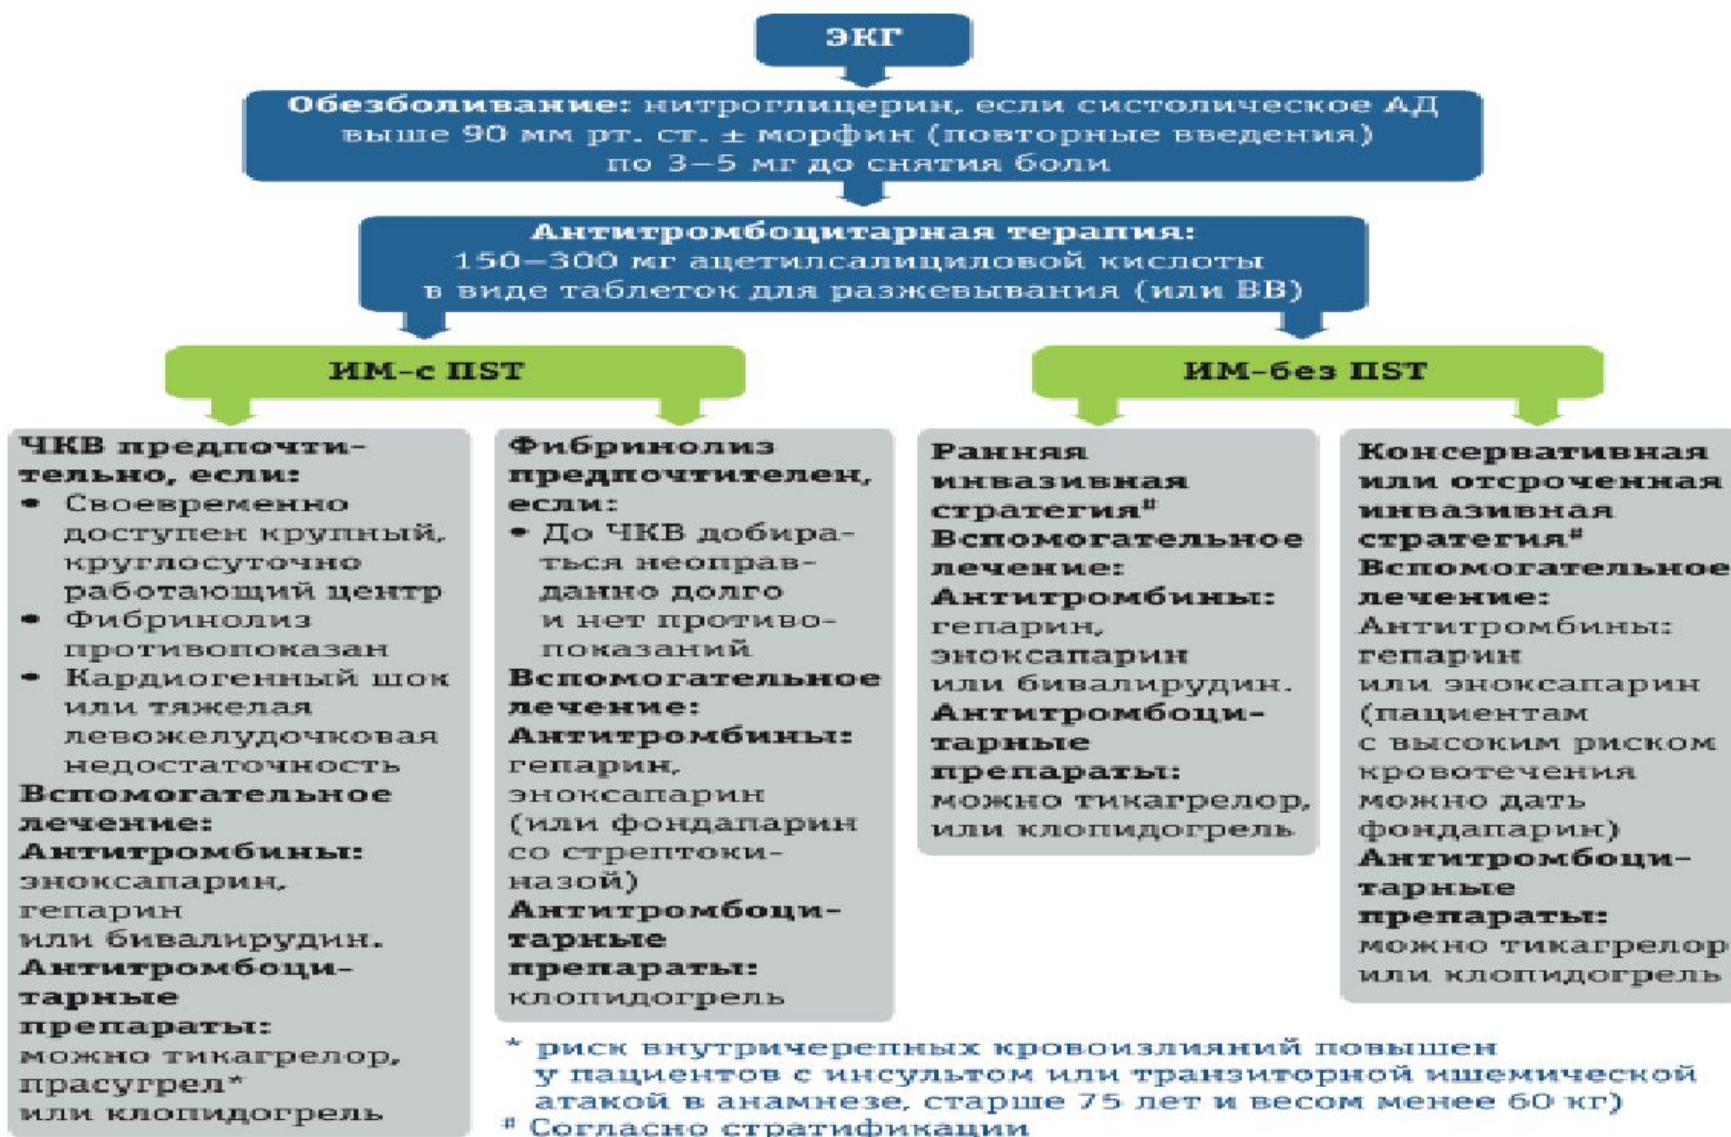 ЭКГ
Обезболивание: нитроглицерин, если систолическое АД
выше 90 мм рт. ст. ± морфин (повторные введения)
по 3–5 мг до снятия боли
Антитромбоцитарная терапия:
150–300 мг ацетилсалициловой кислоты
в виде таблеток для разжевывания (или ВВ)
ИМ-с ПST
ИМ-без ПST
ЧКВ предпочти-
тельно, если:
• Своевременно
доступен крупный,
круглосуточно
работающий центр
• Фибринолиз
противопоказан
• Кардиогенный шок
или тяжелая
левожелудочковая
недостаточность
Вспомогательное
лечение:
Антитромбины:
эноксапарин,
гепарин
или бивалирудин.
Антитромбоци-
тарные
препараты:
можно тикагрелор,
прасугрел*
или клопидогрель
Фибринолиз
предпочтителен,
если:
• До ЧКВ добира-
ться неоправ-
данно долго
и нет противо-
показаний
Вспомогательное
лечение:
Антитромбины:
гепарин,
эноксапарин
(или фондапарин
со стрептоки-
назой)
Антитромбоци-
тарные
препараты:
клопидогрель
Ранняя
инвазивная
стратегия#
Вспомогательное
лечение:
Антитромбины:
гепарин,
эноксапарин
или бивалирудин.
Антитромбоци-
тарные
препараты:
можно тикагрелор,
или клопидогрель
Консервативная
или отсроченная
инвазивная
стратегия#
Вспомогательное
лечение:
Антитромбины:
гепарин
или эноксапарин
(пациентам
с высоким риском
кровотечения
можно дать
фондапарин)
Антитромбоци-
тарные
препараты:
можно тикагрелор
или клопидогрель
* риск внутричерепных кровоизлияний повышен
у пациентов с инсультом или транзиторной ишемической
атакой в анамнезе, старше 75 лет и весом менее 60 кг)
# Согласно стратификации